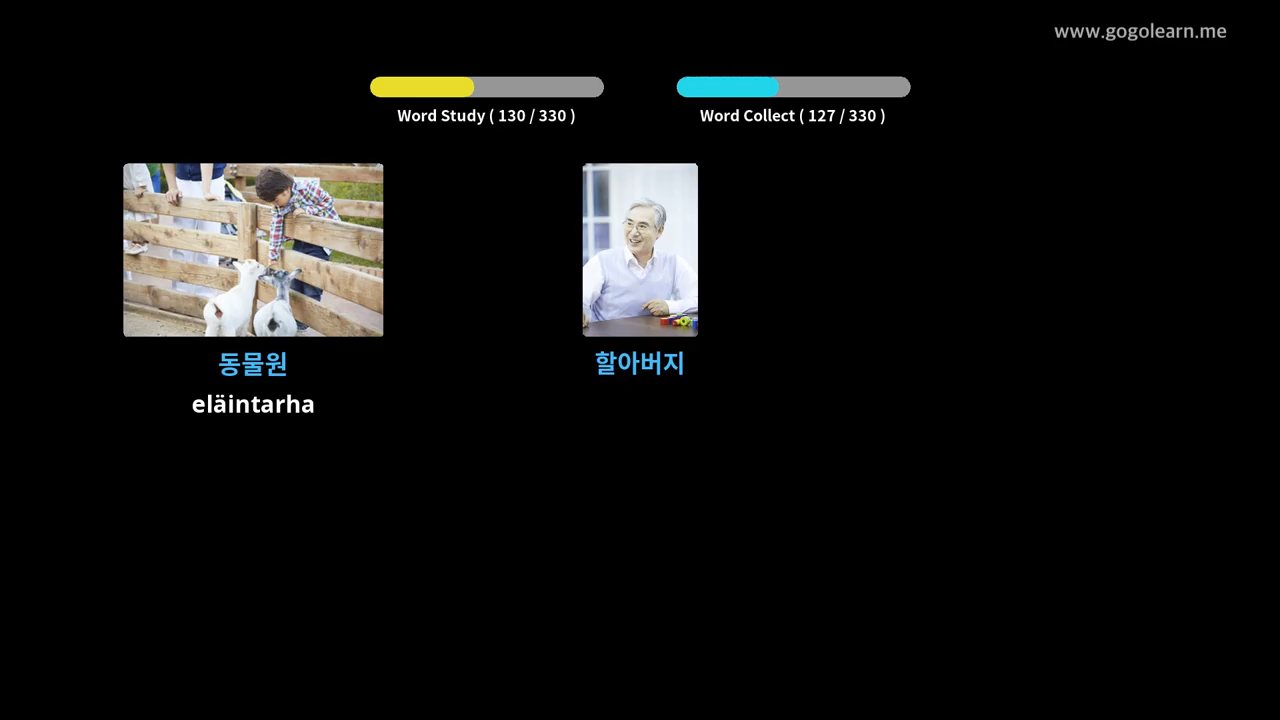 www.gogolearn.me
Word Study ( 130 / 330 )
Word Collect ( 127 / 330 )
동물원
eläintarha
할아버지